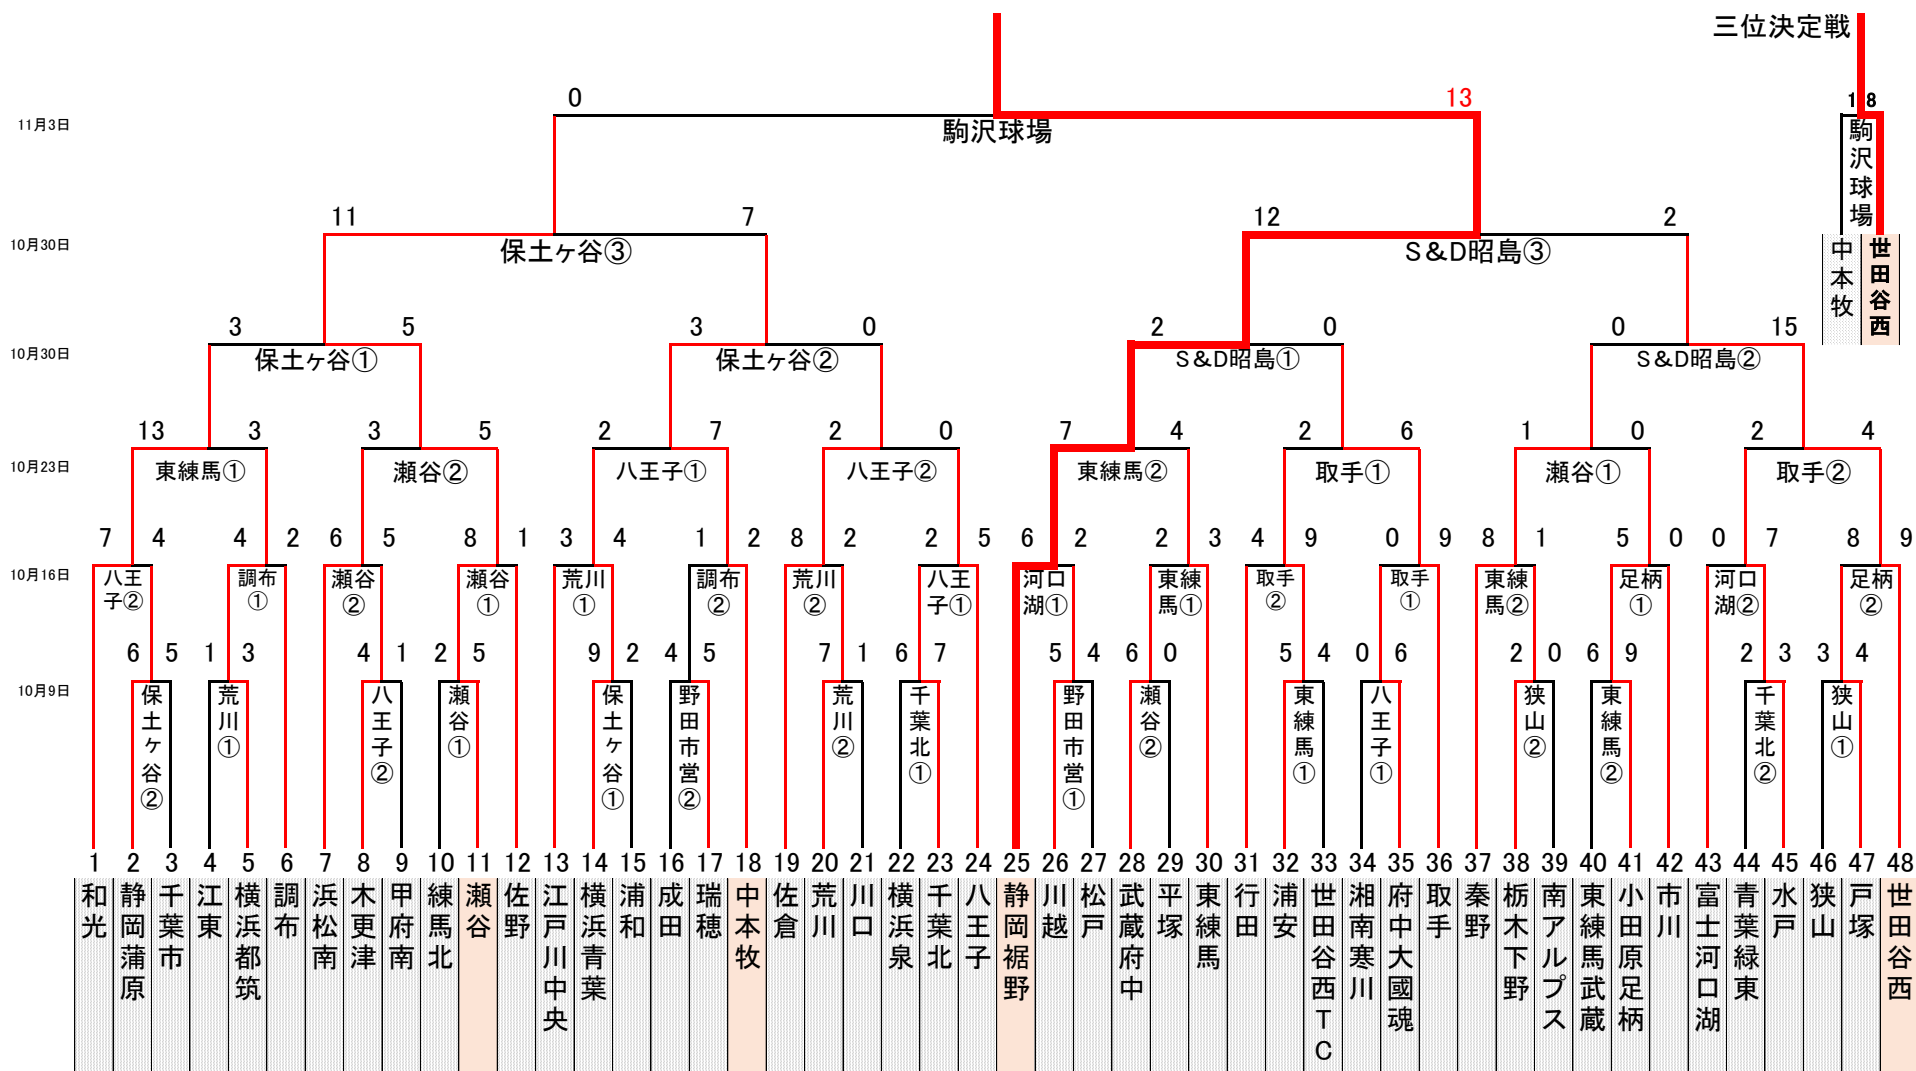 三位決定戦
0 13 1 8
11月3日 駒沢球場 駒沢球場
11 7 12 2
10月30日 保土ヶ谷③ S&D昭島③ 中本牧 世田谷西
3 5 3 0 2 0 0 15
10月30日 保土ヶ谷① 保土ヶ谷② S&D昭島① S&D昭島②
13 3 3 5 2 7 2 0 7 4 2 6 1 0 2 4
10月23日 東練馬① 瀬谷② 八王子① 八王子② 東練馬② 取手① 瀬谷① 取手②
7 4 4 2 6 5 8 1 3 4 1 2 8 2 2 5 6 2 2 3 4 9 0 9 8 1 5 0 0 7 8 9
10月16日 八王子② 調布① 瀬谷② 瀬谷① 荒川① 調布② 荒川② 八王子① 河口湖① 東練馬① 取手② 取手① 東練馬② 足柄① 河口湖② 足柄②
6 5 1 3 4 1 2 5 9 2 4 5 7 1 6 7 5 4 6 0 5 4 0 6 2 0 6 9 2 3 3 4
10月9日 保土ヶ谷② 荒川① 八王子② 瀬谷① 保土ヶ谷① 野田市営② 荒川② 千葉北① 野田市営① 瀬谷② 東練馬① 八王子① 狭山② 東練馬② 千葉北② 狭山①
1 2 3 4 5 6 7 8 9 10 11 12 13 14 15 16 17 18 19 20 21 22 23 24 25 26 27 28 29 30 31 32 33 34 35 36 37 38 39 40 41 42 43 44 45 46 47 48
和光
静岡蒲原
千葉市
江東
横浜都筑
調布
浜松南
木更津
甲府南
練馬北
瀬谷
佐野
江戸川中央
横浜青葉
浦和
成田
瑞穂
中本牧
佐倉
荒川
川口
横浜泉
千葉北
八王子
静岡裾野
川越
松戸
武蔵府中
平塚
東練馬
行田
浦安
世田谷西TC
湘南寒川
府中大國魂
取手
秦野
栃木下野
南アルプス
東練馬武蔵
小田原足柄
市川
富士河口湖
青葉緑東
水戸
狭山
戸塚
世田谷西